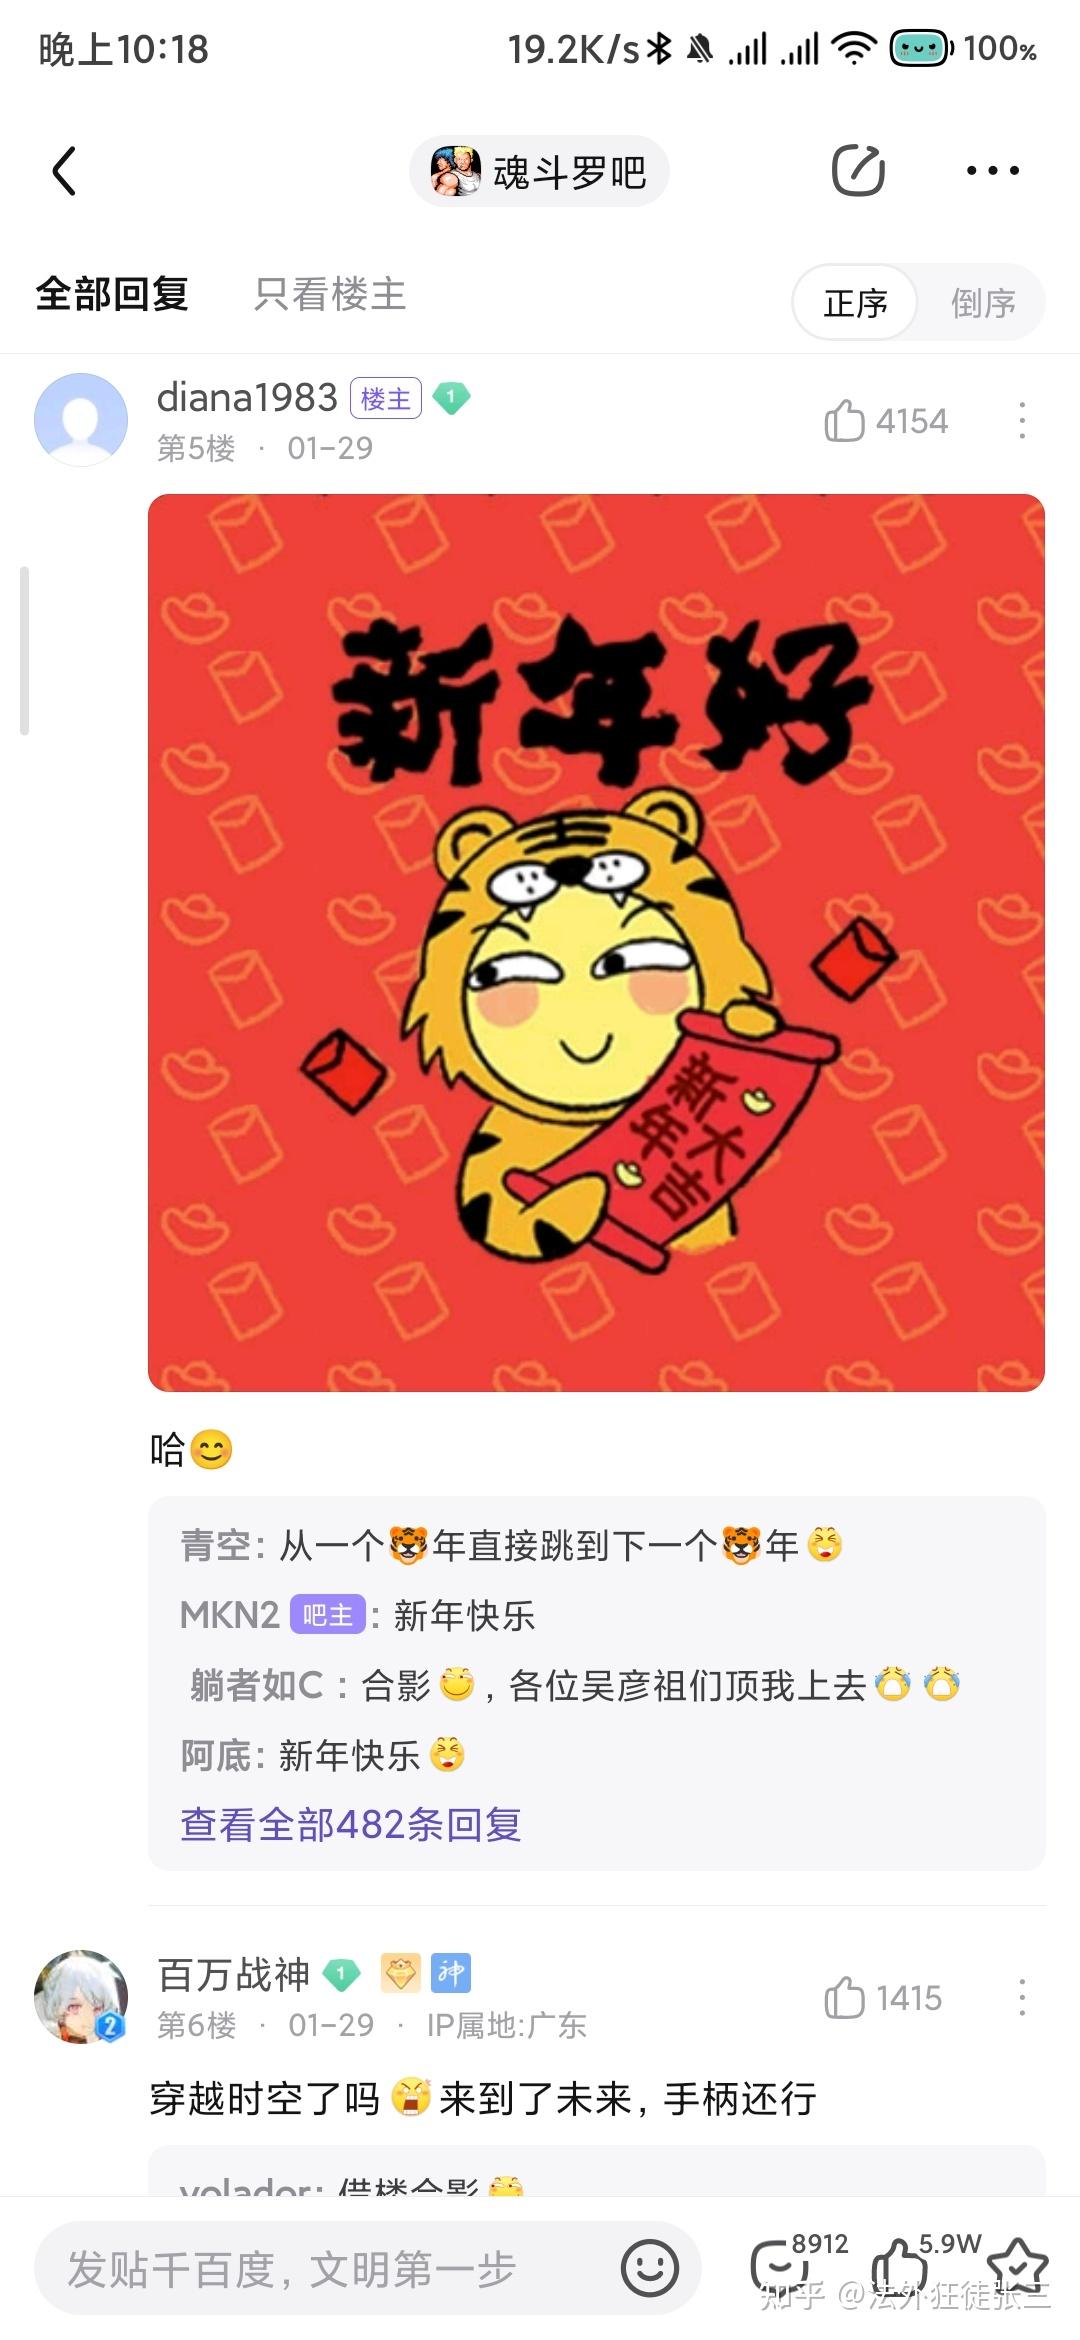 晚上10:18
19.2K/s
100%
魂斗罗吧
全部回复
只看楼主
正序
倒序
diana1983 楼主 1
4154
第5楼 · 01-29
新年好
新年大吉
哈😊
青空: 从一个🐯年直接跳到下一个🐯年😆
MKN2 吧主: 新年快乐
躺者如C : 合影😏, 各位吴彦祖们顶我上去😭😭
阿底: 新年快乐😆
查看全部482条回复
百万战神 1 神
1415
2
第6楼 · 01-29 · IP属地:广东
穿越时空了吗😱来到了未来, 手柄还行
volador: 借楼合影😏
发贴千百度, 文明第一步
8912
5.9W
知乎 @法外狂徒张三